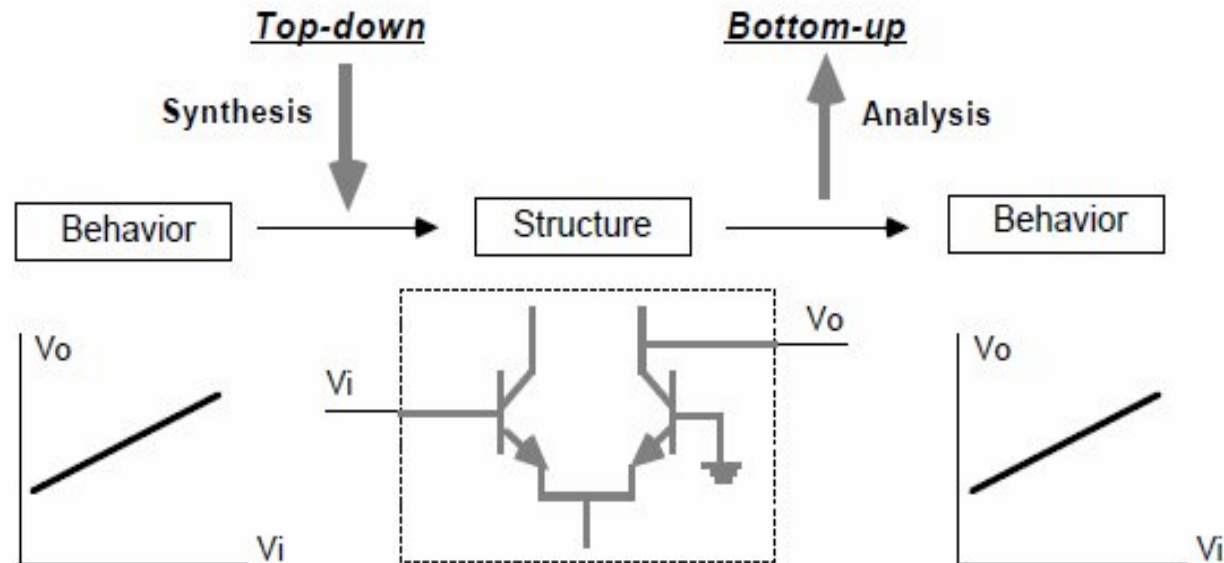 Top-down
Bottom-up
Synthesis
Analysis
Behavior
Structure
Behavior
Vo
Vi
Vi
Vo
Vo
Vi